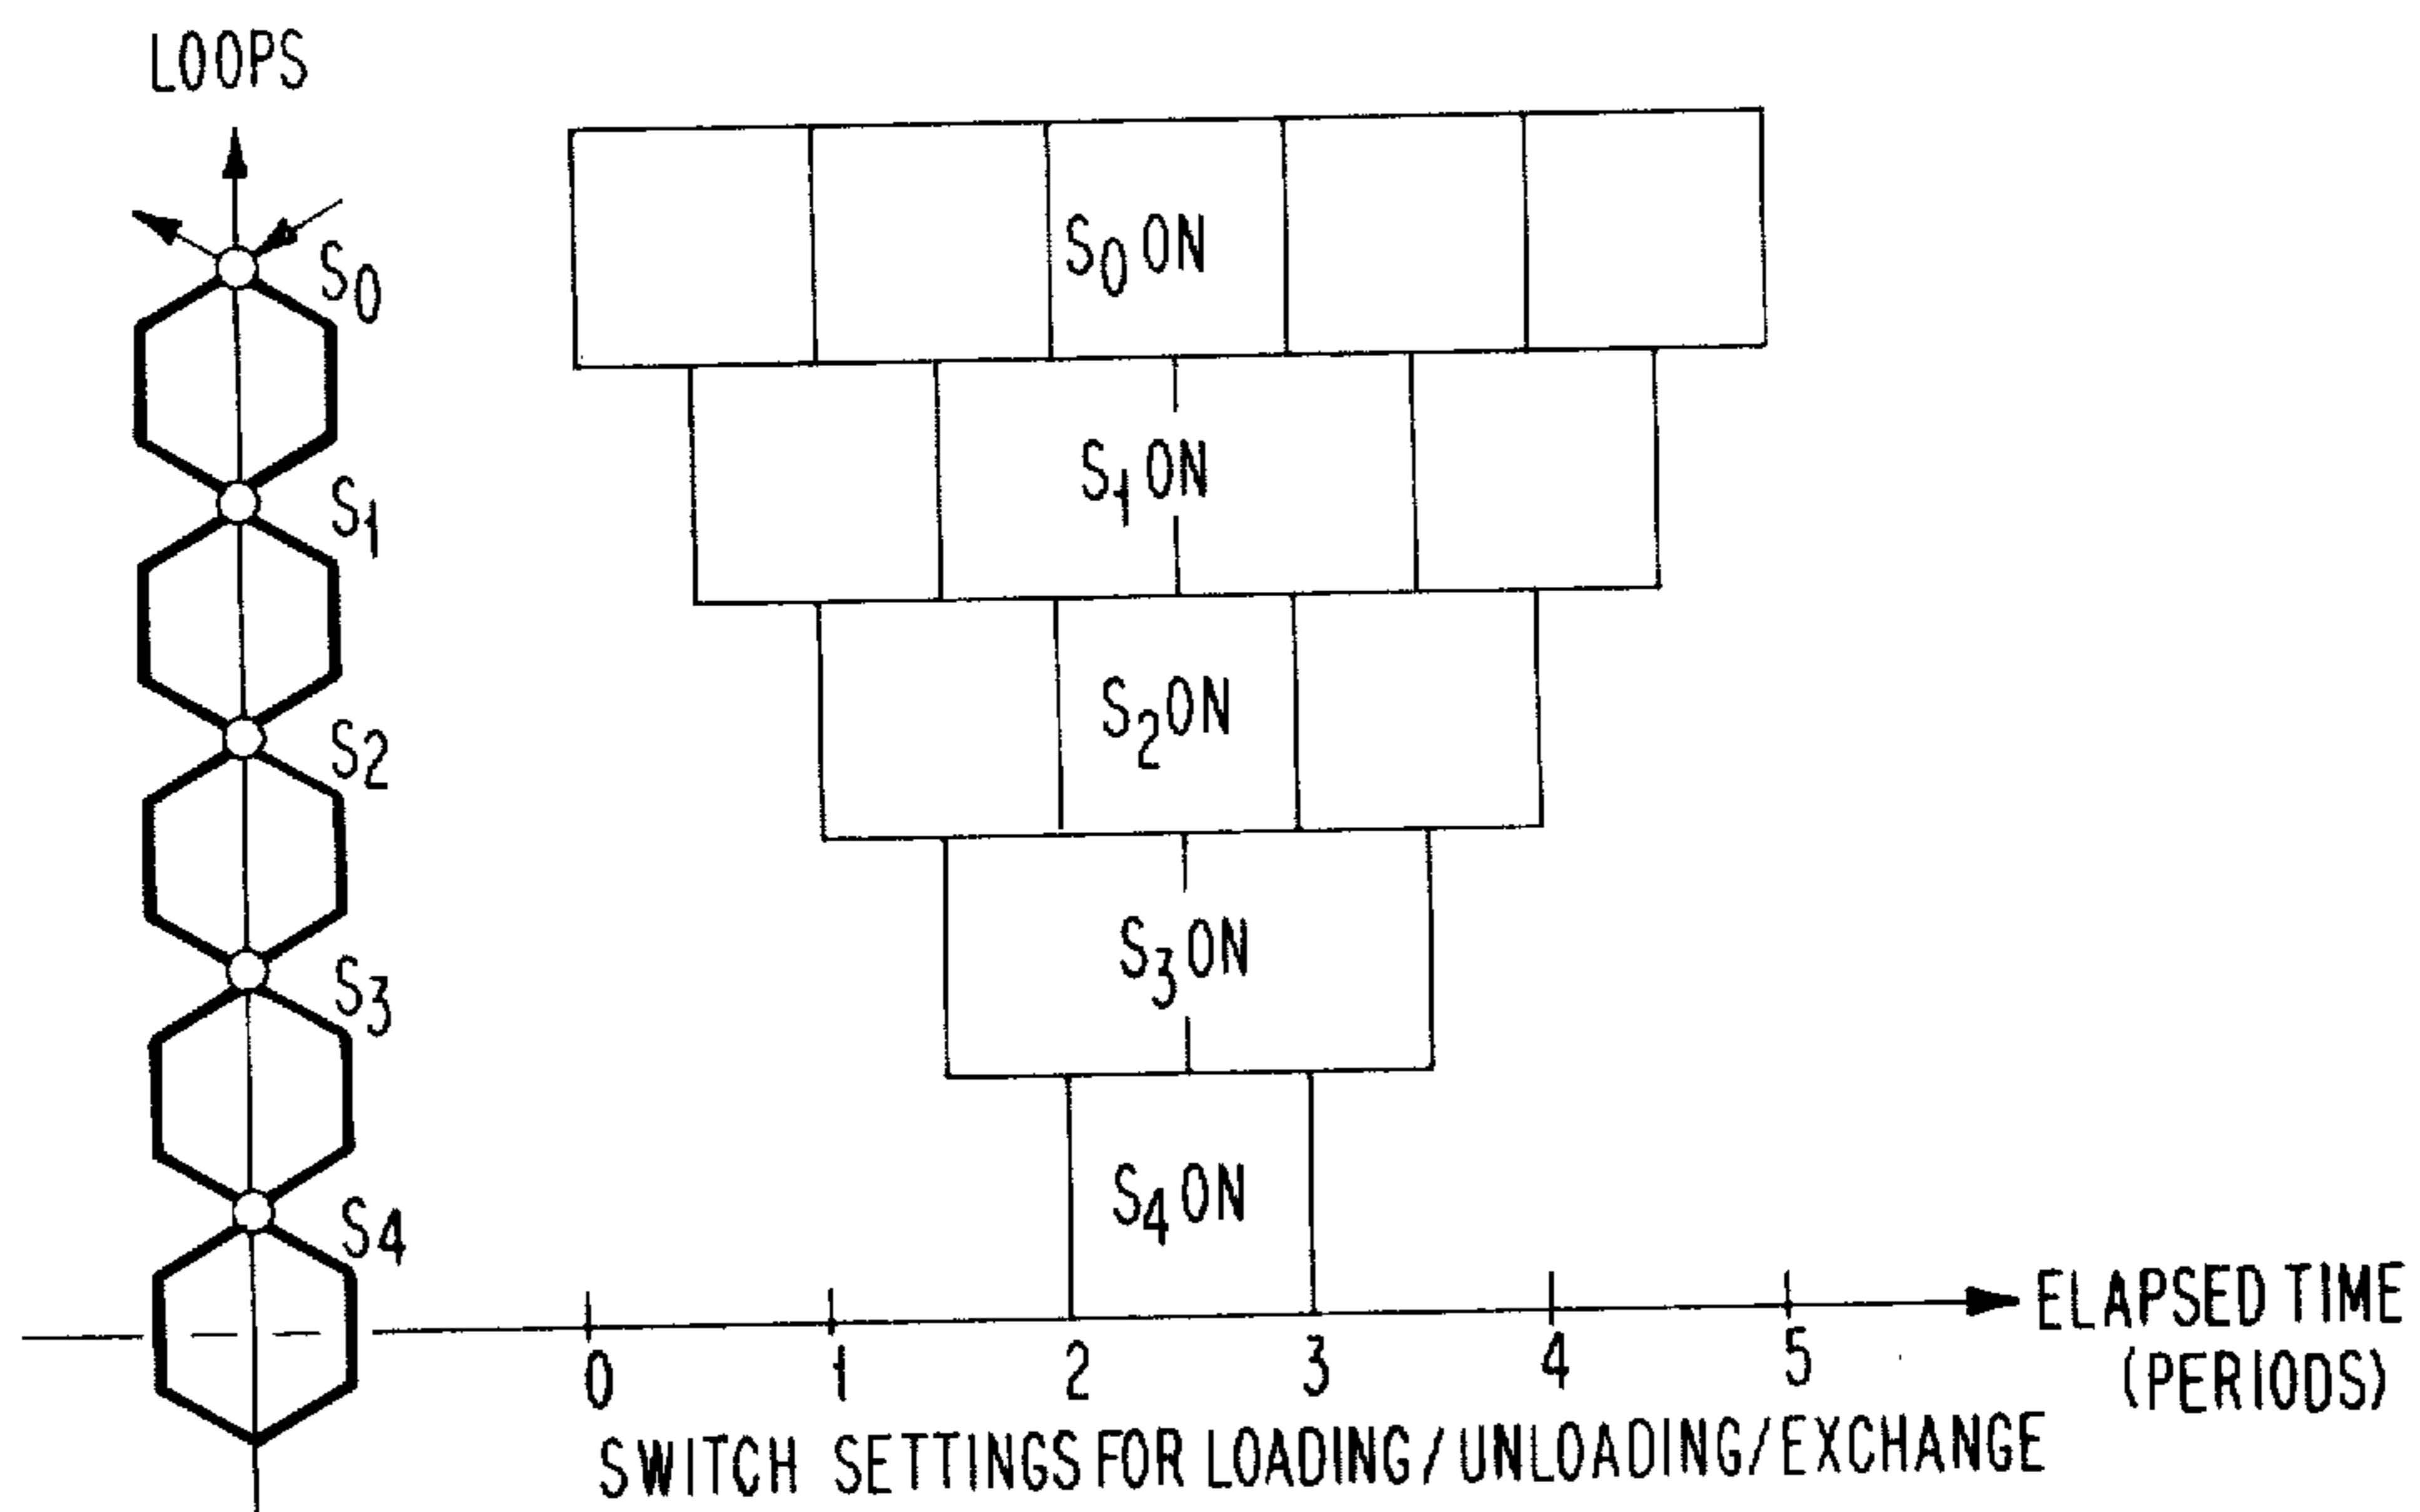 LOOPS
S0
S1
S2
S3
S4
S0 ON
S1 ON
S2 ON
S3 ON
S4 ON
0 1 2 3 4 5
ELAPSED TIME
(PERIODS)
SWITCH SETTINGS FOR LOADING/UNLOADING/EXCHANGE